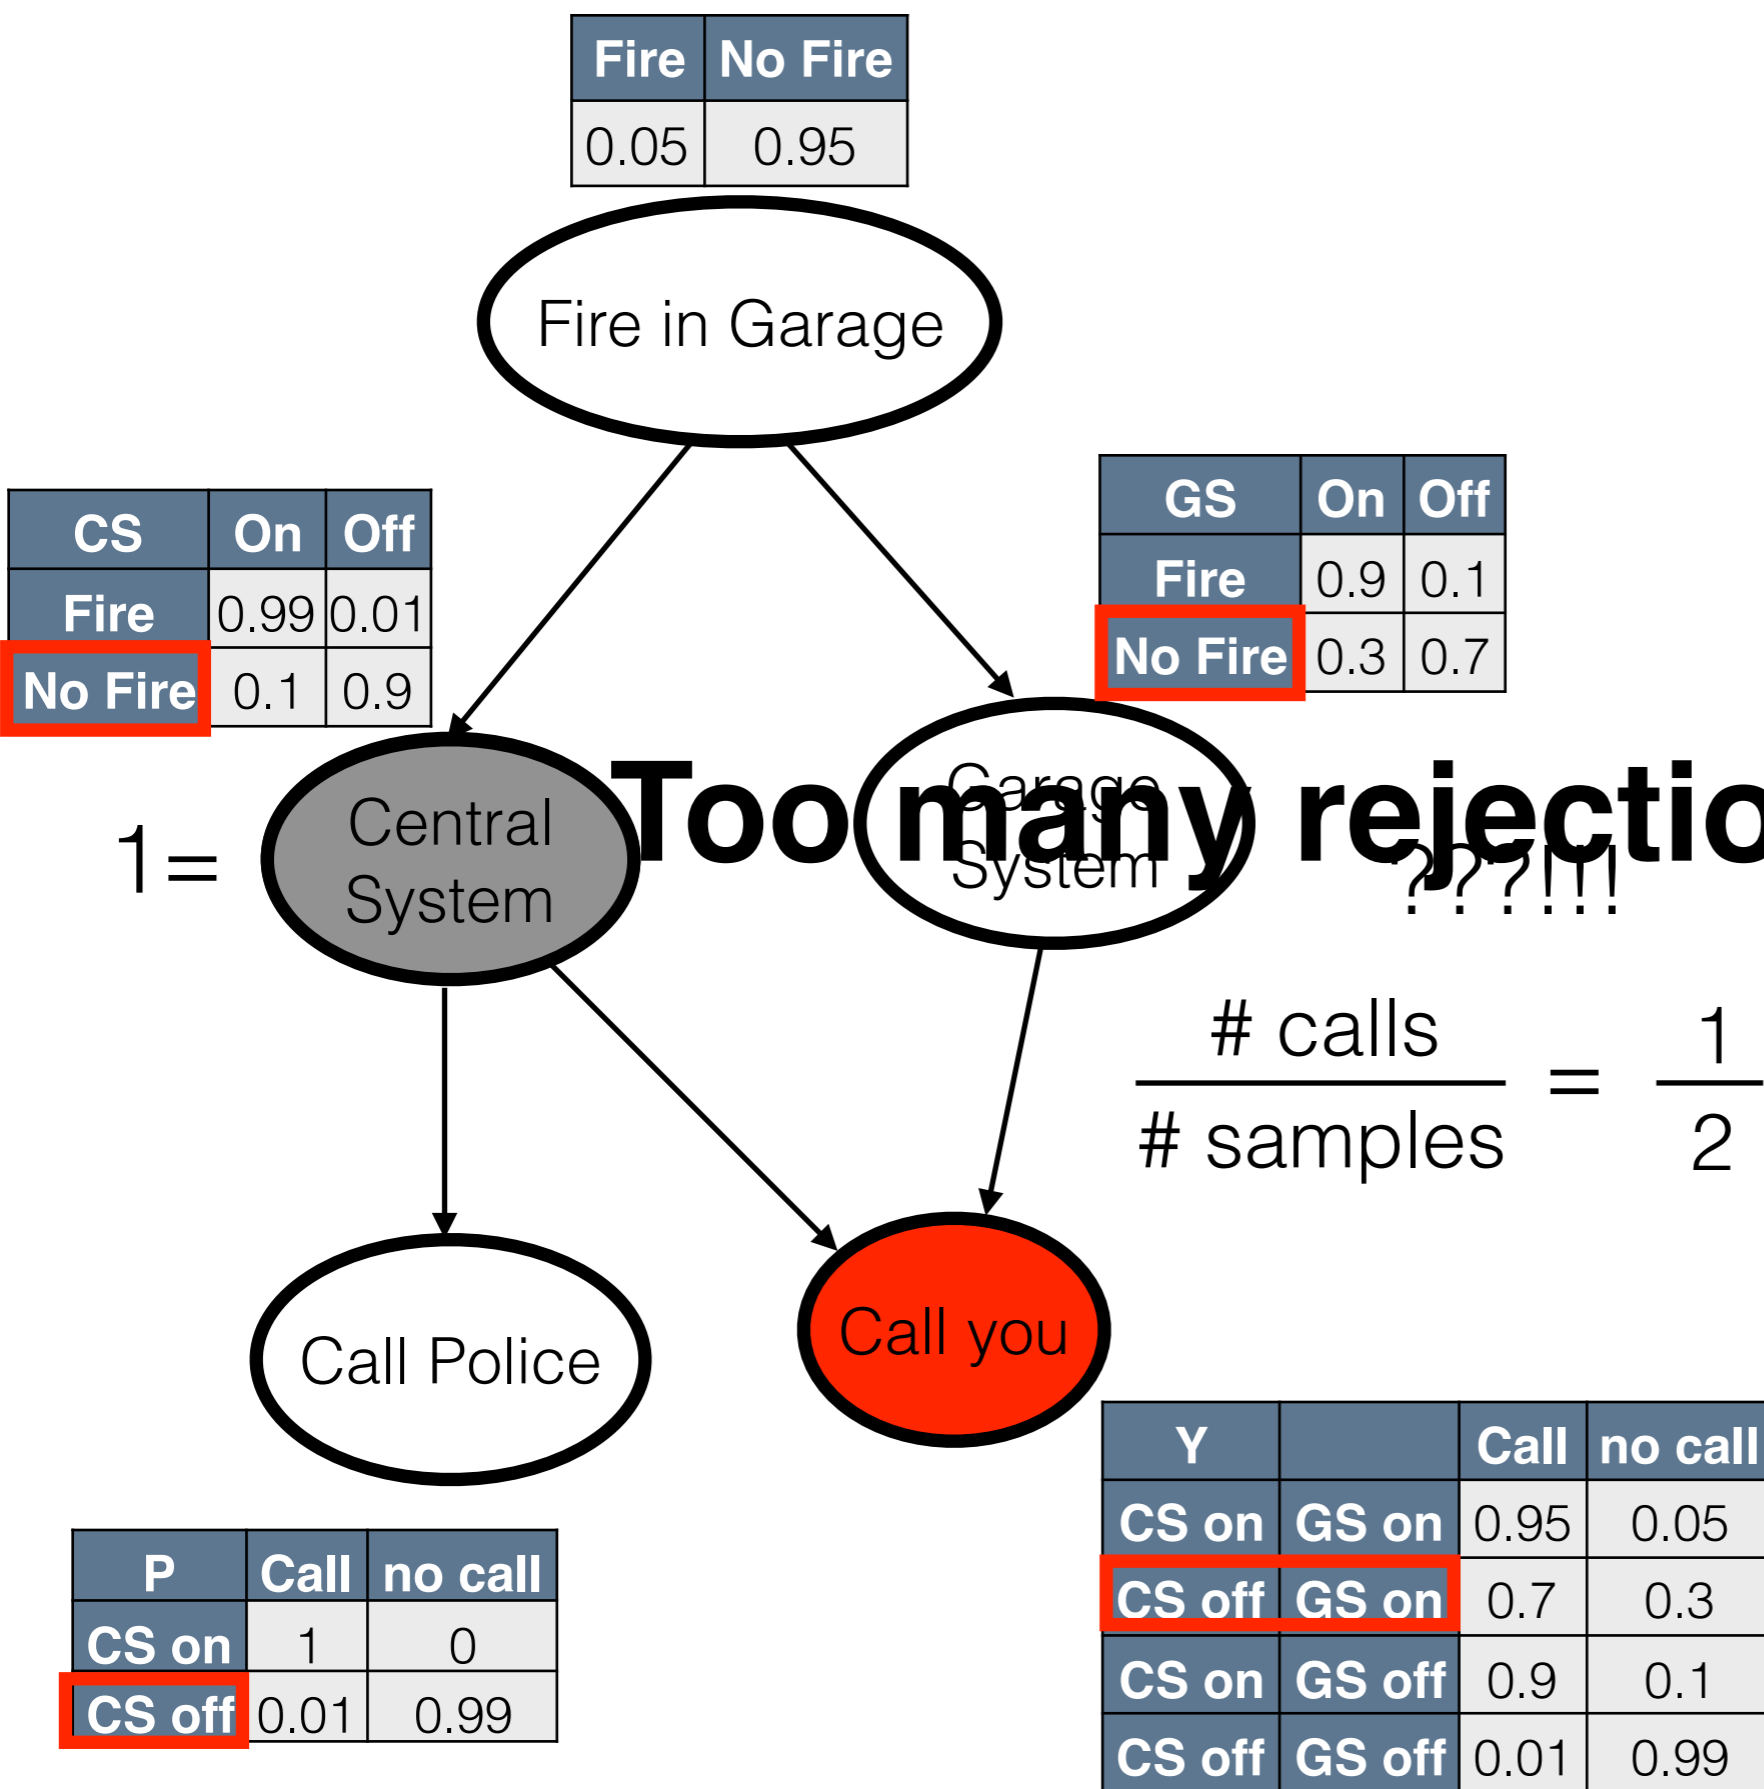 Fire No Fire
0.05 0.95
Fire in Garage
CS On Off
Fire 0.99 0.01
No Fire 0.1 0.9
GS On Off
Fire 0.9 0.1
No Fire 0.3 0.7
1=
Central
System
Garage
System
Too many rejectio
???!!!
# calls
# samples
=
1
2
Call Police
Call you
P Call no call
CS on 1 0
CS off 0.01 0.99
Y Call no call
CS on GS on 0.95 0.05
CS off GS on 0.7 0.3
CS on GS off 0.9 0.1
CS off GS off 0.01 0.99